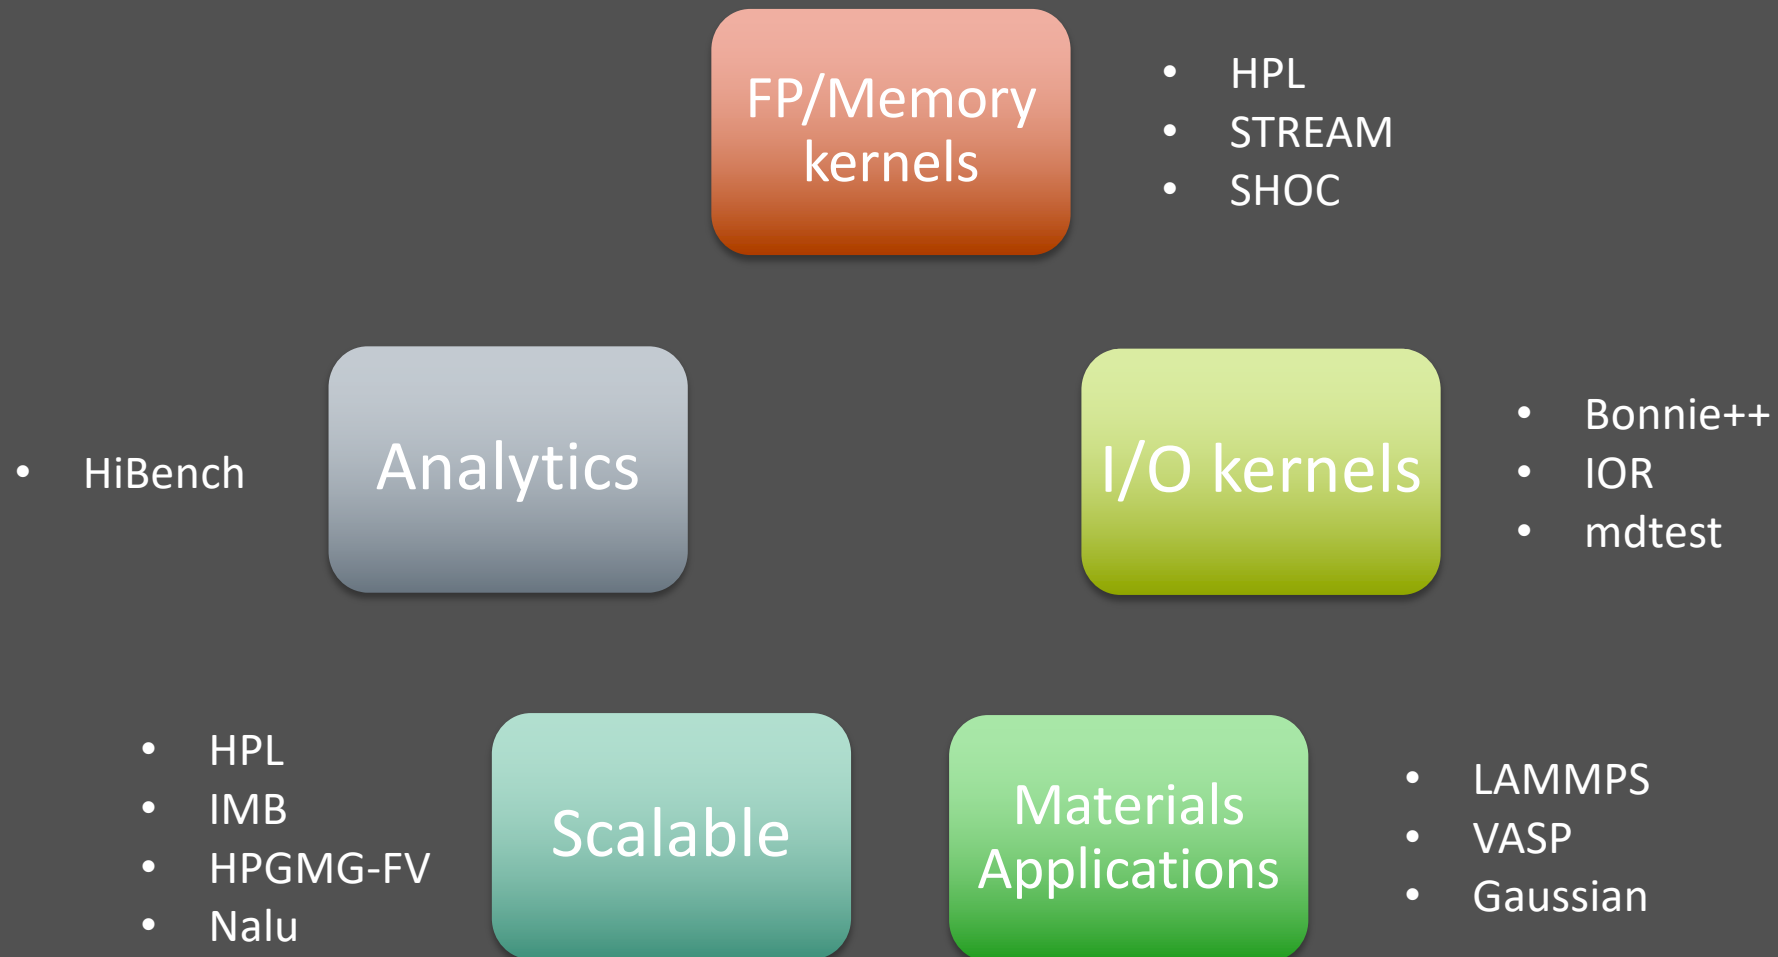 FP/Memory
kernels
• HPL
• STREAM
• SHOC
• HiBench
Analytics
I/O kernels
• Bonnie++
• IOR
• mdtest
• HPL
• IMB
• HPGMG-FV
• Nalu
Scalable
Materials
Applications
• LAMMPS
• VASP
• Gaussian